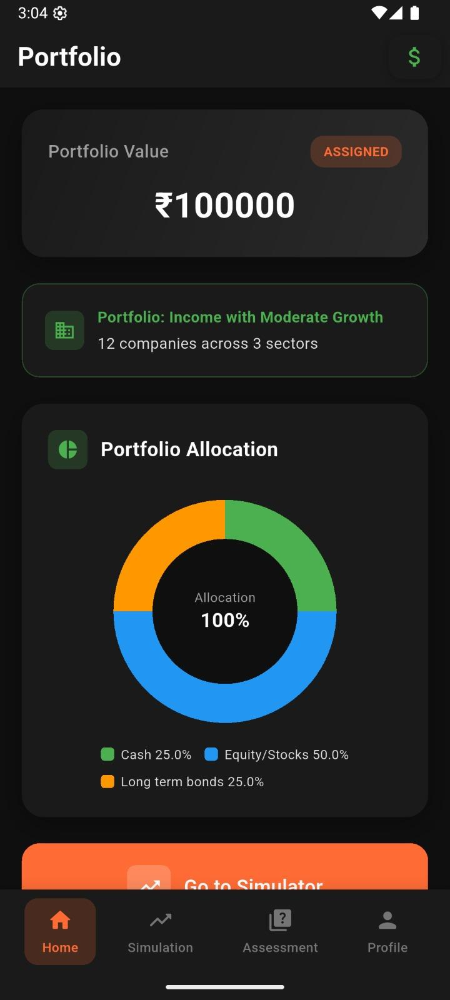 3:04
Portfolio
$
Portfolio Value
ASSIGNED
₹100000
Portfolio: Income with Moderate Growth
12 companies across 3 sectors
Portfolio Allocation
Allocation
100%
Cash 25.0%
Equity/Stocks 50.0%
Long term bonds 25.0%
Go to Simulator
Home
Simulation
Assessment
Profile